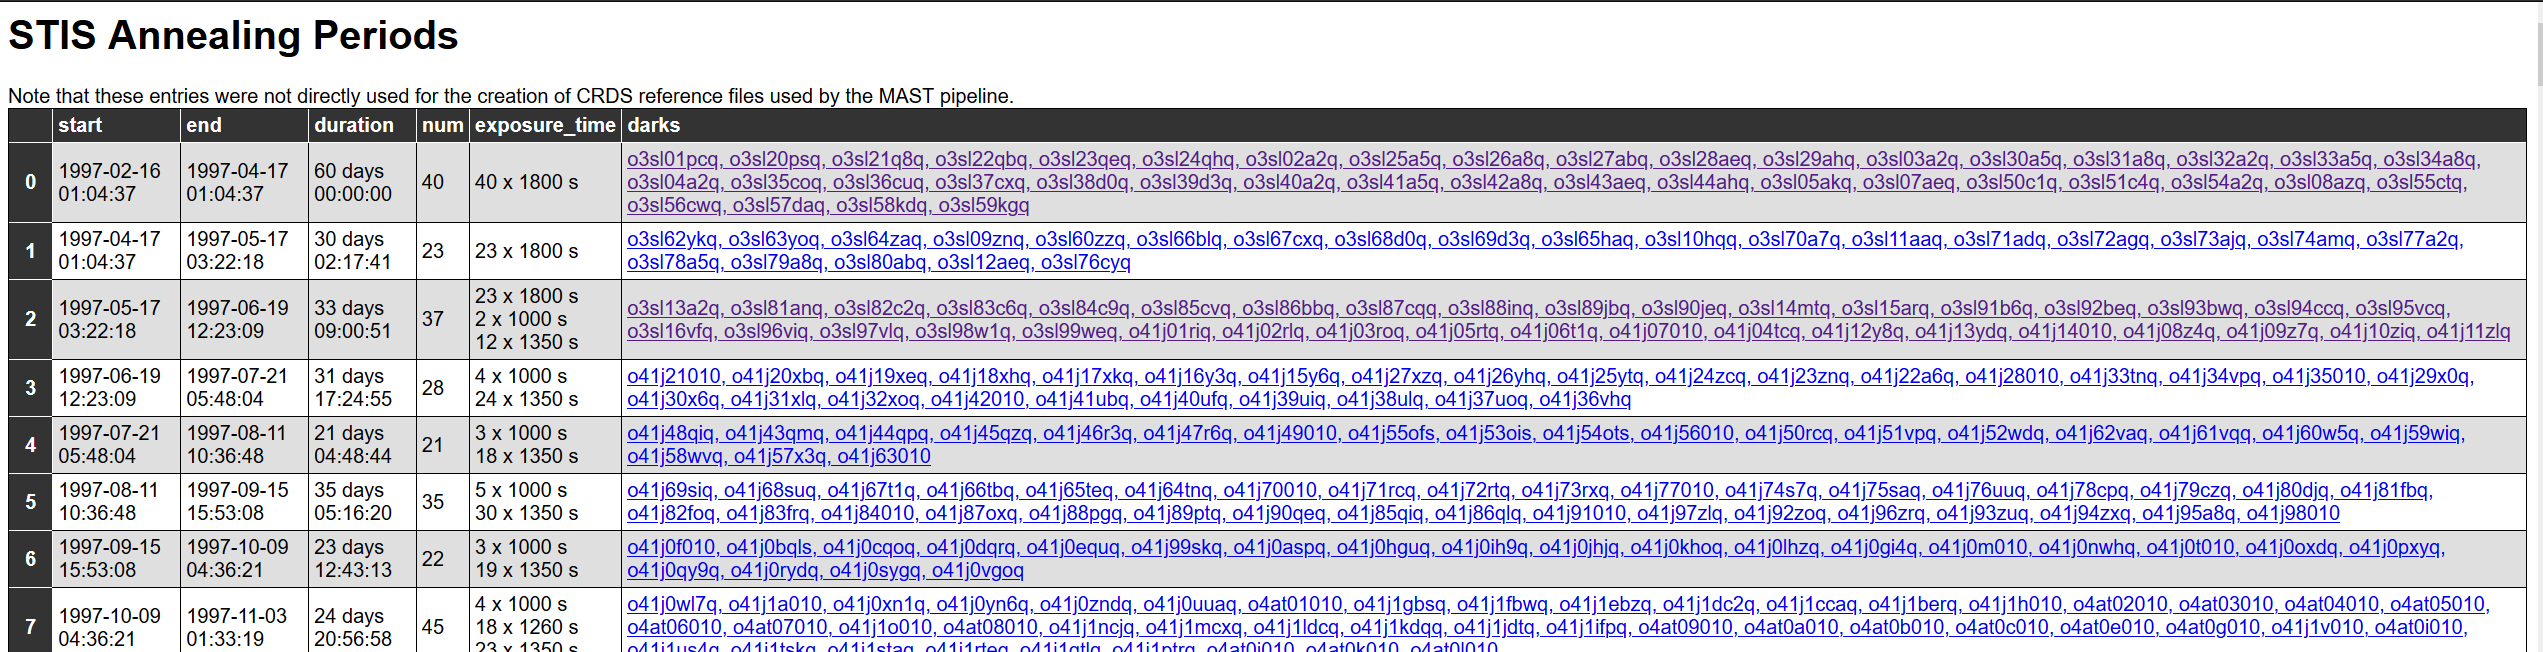 STIS Annealing Periods
Note that these entries were not directly used for the creation of CRDS reference files used by the MAST pipeline.
start end duration num exposure_time darks
0 1997-02-16 01:04:37 1997-04-17 01:04:37 60 days 00:00:00 40 40 x 1800 s
o3sl01pcq, o3sl20psq, o3sl21q8q, o3sl22qbq, o3sl23qeq, o3sl24qhq, o3sl02a2q, o3sl25a5q, o3sl26a8q, o3sl27abq, o3sl28aeq, o3sl29ahq, o3sl03a2q, o3sl30a5q, o3sl31a8q, o3sl32a2q, o3sl33a5q, o3sl34a8q,
o3sl04a2q, o3sl35coq, o3sl36cuq, o3sl37cxq, o3sl38d0q, o3sl39d3q, o3sl40a2q, o3sl41a5q, o3sl42a8q, o3sl43aeq, o3sl44ahq, o3sl05akq, o3sl07aeq, o3sl50c1q, o3sl51c4q, o3sl54a2q, o3sl08azq, o3sl55ctq,
o3sl56cwq, o3sl57daq, o3sl58kdq, o3sl59kgq
1 1997-04-17 01:04:37 1997-05-17 03:22:18 30 days 02:17:41 23 23 x 1800 s
o3sl62ykq, o3sl63yoq, o3sl64zaq, o3sl09znq, o3sl60zzq, o3sl66blq, o3sl67cxq, o3sl68d0q, o3sl69d3q, o3sl65haq, o3sl10hqq, o3sl70a7q, o3sl11aaq, o3sl71adq, o3sl72agq, o3sl73ajq, o3sl74amq, o3sl77a2q,
o3sl78a5q, o3sl79a8q, o3sl80abq, o3sl12aeq, o3sl76cyq
2 1997-05-17 03:22:18 1997-06-19 12:23:09 33 days 09:00:51 37 23 x 1800 s 2 x 1000 s 12 x 1350 s
o3sl13a2q, o3sl81anq, o3sl82c2q, o3sl83c6q, o3sl84c9q, o3sl85cvq, o3sl86bbq, o3sl87cqq, o3sl88inq, o3sl89jbq, o3sl90jeq, o3sl14mtq, o3sl15arq, o3sl91b6q, o3sl92beq, o3sl93bwq, o3sl94ccq, o3sl95vcq,
o3sl16vfq, o3sl96viq, o3sl97vlq, o3sl98w1q, o3sl99weq, o41j01riq, o41j02rlq, o41j03roq, o41j05rtq, o41j06t1q, o41j07010, o41j04tcq, o41j12y8q, o41j13ydq, o41j14010, o41j08z4q, o41j09z7q, o41j10ziq, o41j11zlq
3 1997-06-19 12:23:09 1997-07-21 05:48:04 31 days 17:24:55 28 4 x 1000 s 24 x 1350 s
o41j21010, o41j20xbq, o41j19xeq, o41j18xhq, o41j17xkq, o41j16y3q, o41j15y6q, o41j27xzq, o41j26yhq, o41j25ytq, o41j24zcq, o41j23znq, o41j22a6q, o41j28010, o41j33tnq, o41j34vpq, o41j35010, o41j29x0q,
o41j30x6q, o41j31xlq, o41j32xoq, o41j42010, o41j41ubq, o41j40ufq, o41j39uiq, o41j38ulq, o41j37uoq, o41j36vhq
4 1997-07-21 05:48:04 1997-08-11 10:36:48 21 days 04:48:44 21 3 x 1000 s 18 x 1350 s
o41j48qiq, o41j43qmq, o41j44qpq, o41j45qzq, o41j46r3q, o41j47r6q, o41j49010, o41j55ofs, o41j53ois, o41j54ots, o41j56010, o41j50rcq, o41j51vpq, o41j52wdq, o41j62vaq, o41j61vqq, o41j60w5q, o41j59wiq,
o41j58wvq, o41j57x3q, o41j63010
5 1997-08-11 10:36:48 1997-09-15 15:53:08 35 days 05:16:20 35 5 x 1000 s 30 x 1350 s
o41j69siq, o41j68suq, o41j67t1q, o41j66tbq, o41j65teq, o41j64tnq, o41j70010, o41j71rcq, o41j72rtq, o41j73rxq, o41j77010, o41j74s7q, o41j75saq, o41j76uuq, o41j78cpq, o41j79czq, o41j80djq, o41j81fbq,
o41j82foq, o41j83frq, o41j84010, o41j87oxq, o41j88pgq, o41j89ptq, o41j90qeq, o41j85qiq, o41j86qlq, o41j91010, o41j97zlq, o41j92zoq, o41j96zrq, o41j93zuq, o41j94zxq, o41j95a8q, o41j98010
6 1997-09-15 15:53:08 1997-10-09 04:36:21 23 days 12:43:13 22 3 x 1000 s 19 x 1350 s
o41j0f010, o41j0bqls, o41j0cqoq, o41j0dqrq, o41j0equq, o41j99skq, o41j0aspq, o41j0hguq, o41j0ih9q, o41j0jhjq, o41j0khoq, o41j0lhzq, o41j0gi4q, o41j0m010, o41j0nwhq, o41j0t010, o41j0oxdq, o41j0pxyq,
o41j0qy9q, o41j0rydq, o41j0sygq, o41j0vgoq
7 1997-10-09 04:36:21 1997-11-03 01:33:19 24 days 20:56:58 45 4 x 1000 s 18 x 1260 s 23 x 1350 s
o41j0wl7q, o41j1a010, o41j0xn1q, o41j0yn6q, o41j0zndq, o41j0uuaq, o4at01010, o41j1gbsq, o41j1fbwq, o41j1ebzq, o41j1dc2q, o41j1ccaq, o41j1berq, o41j1h010, o4at02010, o4at03010, o4at04010, o4at05010,
o4at06010, o4at07010, o41j1o010, o4at08010, o41j1ncjq, o41j1mcxq, o41j1ldcq, o41j1kdqq, o41j1jdtq, o41j1ifpq, o4at09010, o4at0a010, o4at0b010, o4at0c010, o4at0e010, o4at0g010, o41j1v010, o4at0i010,
o41j1us4q, o41j1tskq, o41j1staq, o41j1rteq, o41j1qtlq, o41j1ptrq, o4at0j010, o4at0k010, o4at0l010